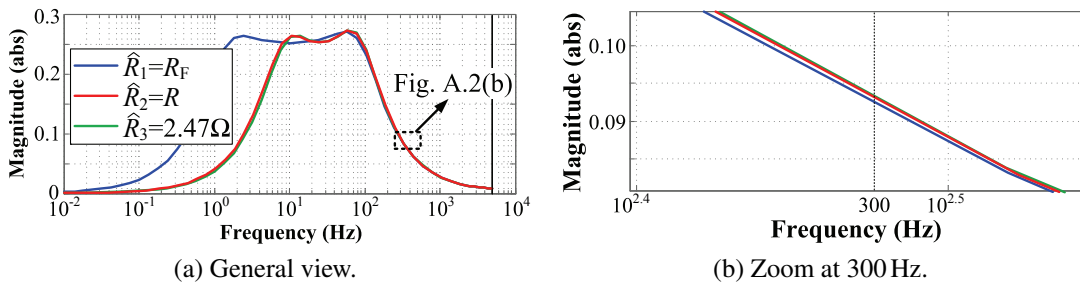 Magnitude (abs)
0.3
0.2
0.1
0
R̂1=RF
R̂2=R
R̂3=2.47Ω
Fig. A.2(b)
10-2 10-1 100 101 102 103 104
Frequency (Hz)
(a) General view.
Magnitude (abs)
0.10
0.09
102.4 300 102.5
Frequency (Hz)
(b) Zoom at 300 Hz.